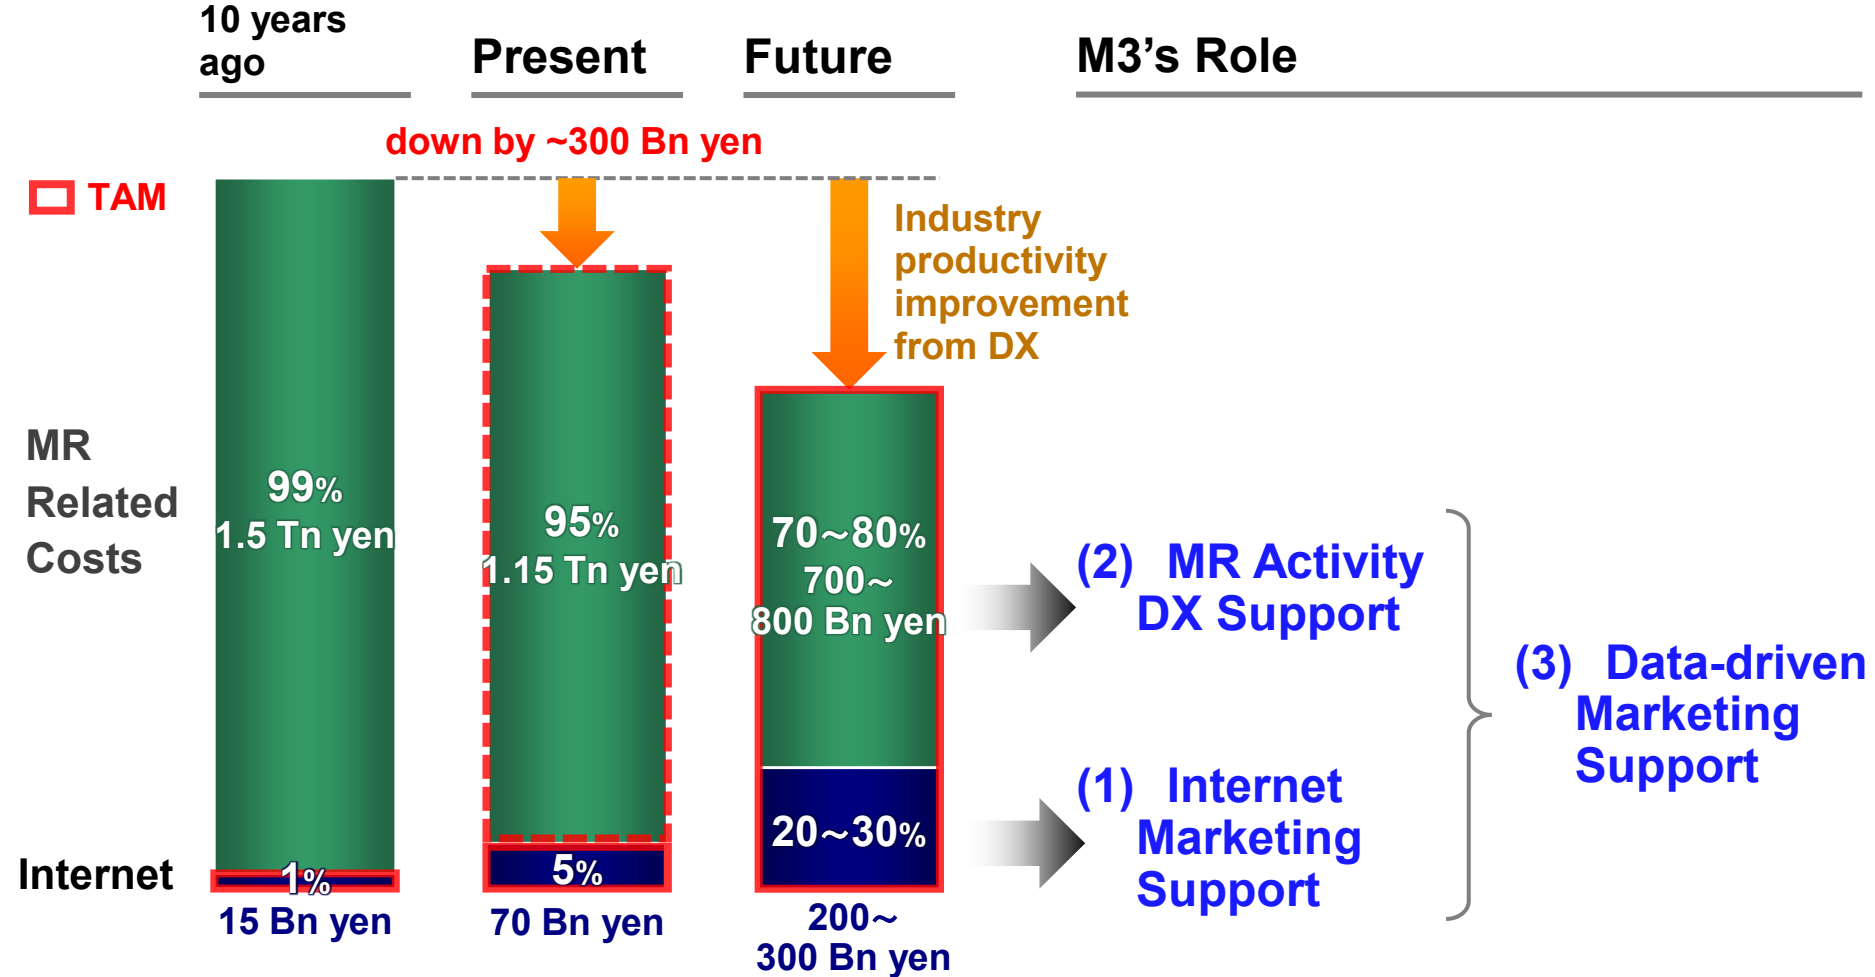 10 years
ago
Present
Future
M3's Role
down by ~300 Bn yen
TAM
Industry
productivity
improvement
from DX
MR
Related
Costs
99%
1.5 Tn yen
95%
1.15 Tn yen
70～80%
700～
800 Bn yen
(2) MR Activity
DX Support
(3) Data-driven
Marketing
Support
(1) Internet
Marketing
Support
Internet
1%
5%
20～30%
15 Bn yen
70 Bn yen
200～
300 Bn yen